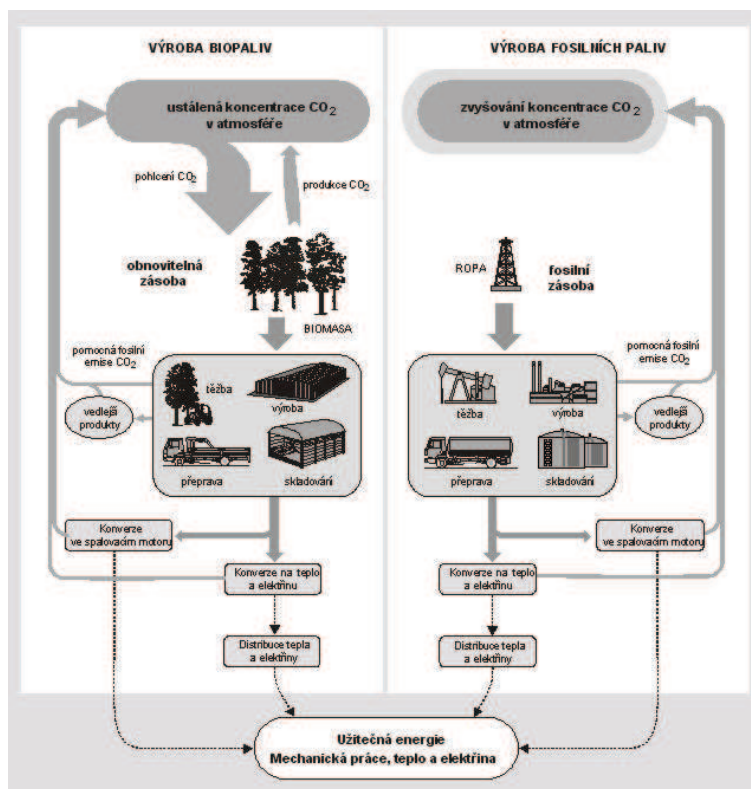 VÝROBA BIOPALIV
ustálená koncentrace CO2
v atmosféře
pohlcení CO2
produkce CO2
obnovitelná
zásoba
BIOMASA
pomocná fosilní
emise CO2
těžba
výroba
vedlejší
produkty
přeprava
skladování
Konverze
ve spalovacím motoru
Konverze na teplo
a elektřinu
Distribuce tepla
a elektřiny
VÝROBA FOSILNÍCH PALIV
zvyšování koncentrace CO2
v atmosféře
ROPA
fosilní
zásoba
pomocná fosilní
emise CO2
těžba
výroba
vedlejší
produkty
přeprava
skladování
Konverze
ve spalovacím motoru
Konverze na teplo
a elektřinu
Distribuce tepla
a elektřiny
Užitečná energie
Mechanická práce, teplo a elektřina